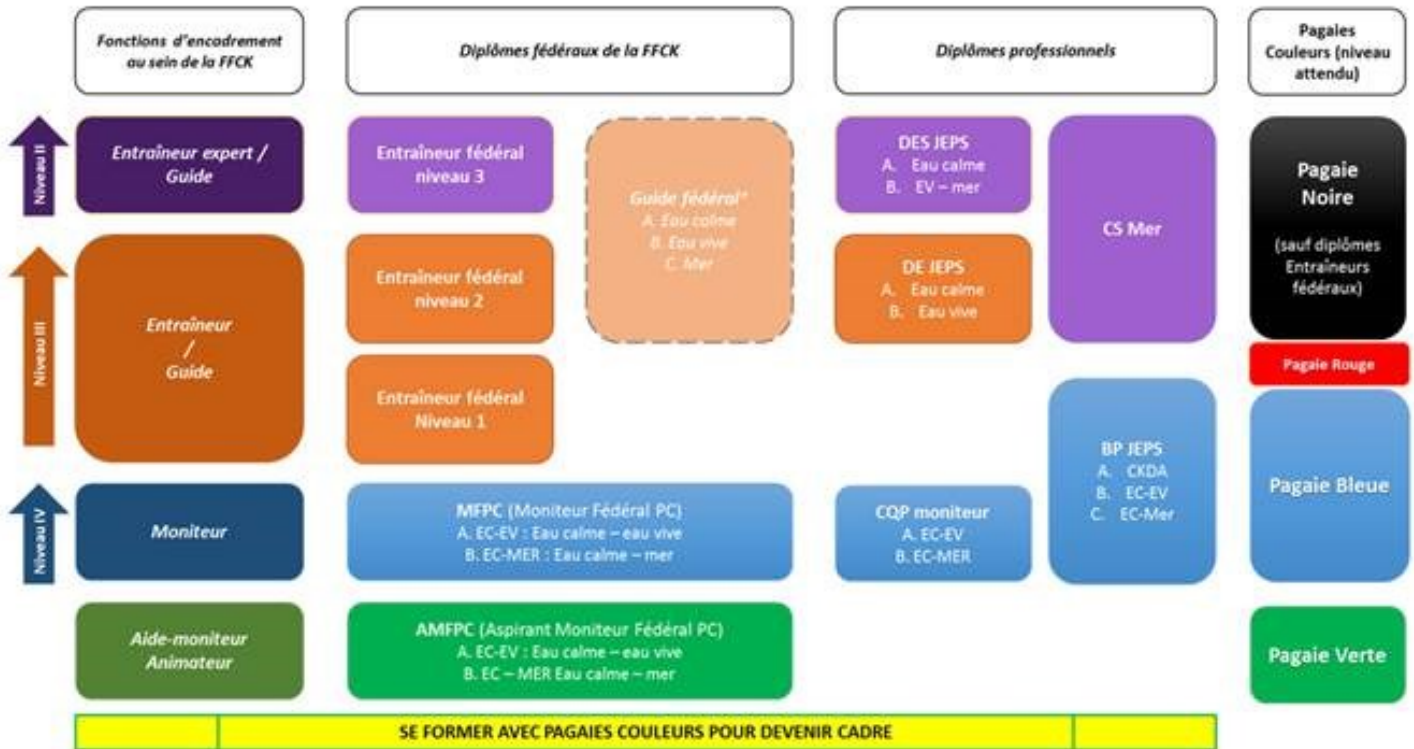 Fonctions d'encadrement
au sein de la FFCK
Diplômes fédéraux de la FFCK
Diplômes professionnels
Pagaies
Couleurs (niveau
attendu)
Niveau II
Entraîneur expert /
Guide
Entraîneur fédéral
niveau 3
Guide fédéral*
A. Eau calme
B. Eau vive
C. Mer
DES JEPS
A. Eau calme
B. EV – mer
CS Mer
Pagaie
Noire
(sauf diplômes
Entraîneurs
fédéraux)
Niveau III
Entraîneur
/
Guide
Entraîneur fédéral
niveau 2
DE JEPS
A. Eau calme
B. Eau vive
Pagaie Rouge
Entraîneur fédéral
Niveau 1
BP JEPS
A. CKDA
B. EC-EV
C. EC-Mer
Pagaie Bleue
Niveau IV
Moniteur
MFPC (Moniteur Fédéral PC)
A. EC-EV : Eau calme – eau vive
B. EC-MER : Eau calme – mer
CQP moniteur
A. EC-EV
B. EC-MER
Aide-moniteur
Animateur
AMFPC (Aspirant Moniteur Fédéral PC)
A. EC-EV : Eau calme – eau vive
B. EC – MER Eau calme – mer
Pagaie Verte
SE FORMER AVEC PAGAIES COULEURS POUR DEVENIR CADRE